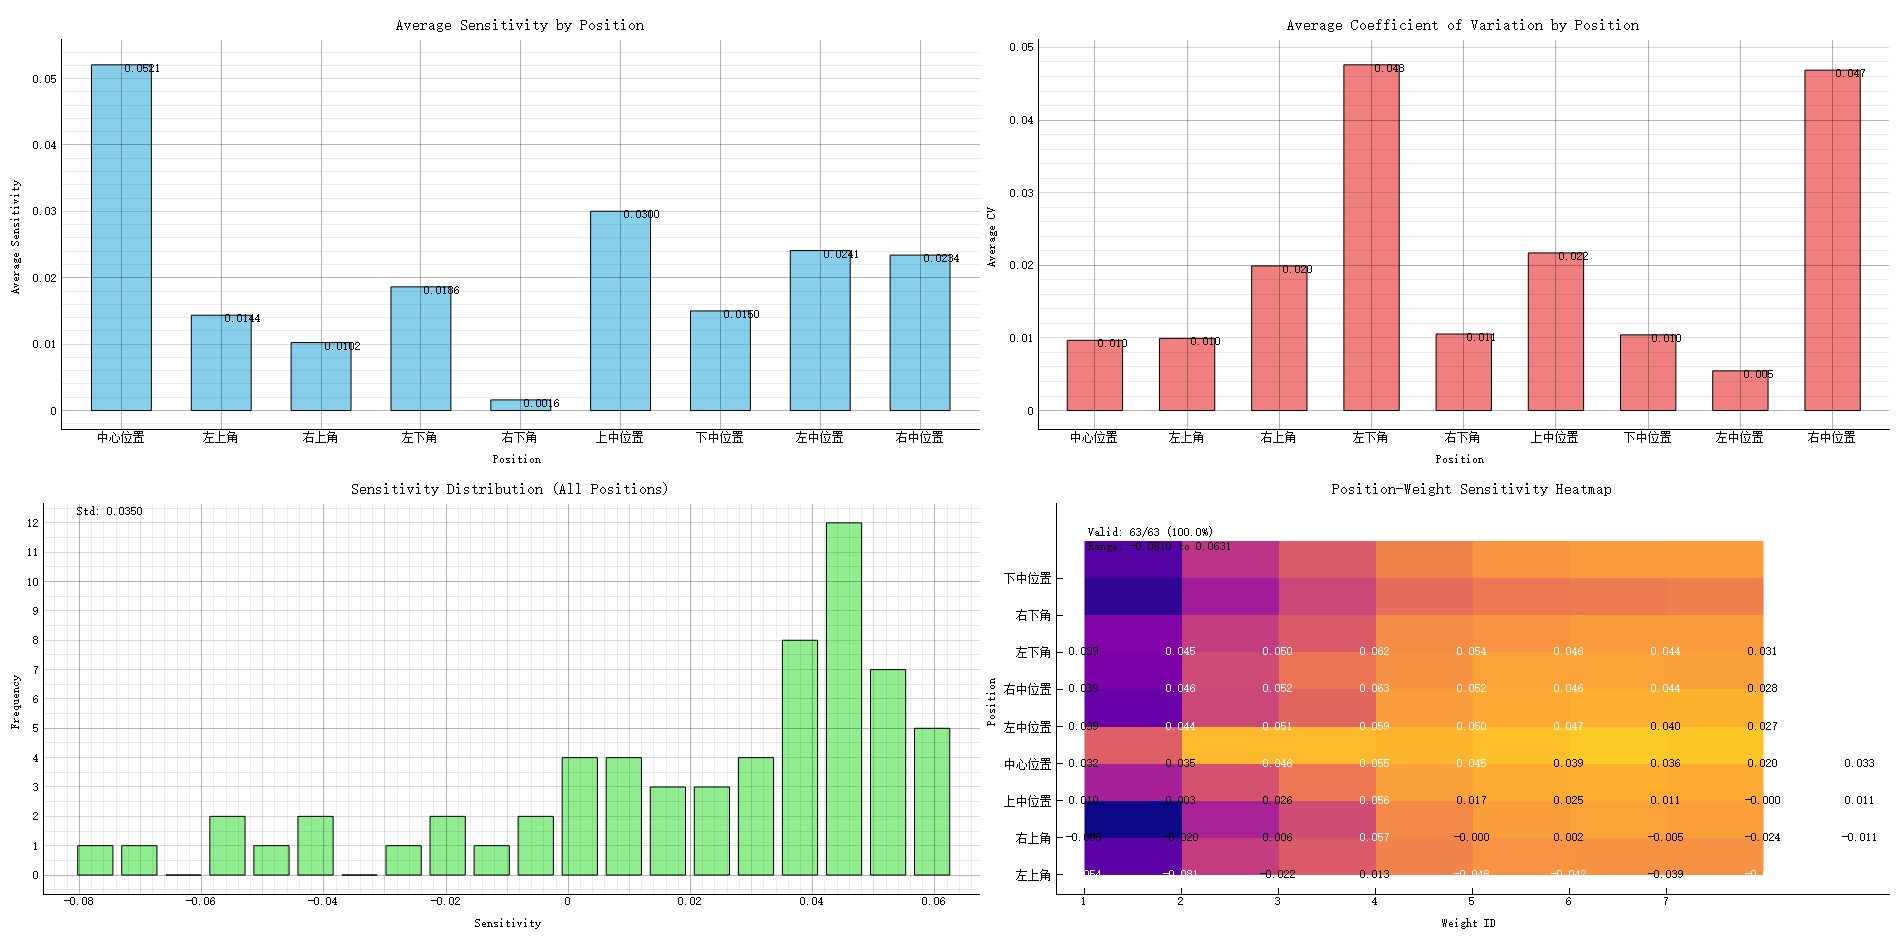 Average Sensitivity by Position
Average Sensitivity
0.05
0.04
0.03
0.02
0.01
0
0.0521
0.0144
0.0102
0.0186
0.0016
0.0300
0.0150
0.0241
0.0234
中心位置 左上角 右上角 左下角 右下角 上中位置 下中位置 左中位置 右中位置
Position
Average Coefficient of Variation by Position
Average CV
0.05
0.04
0.03
0.02
0.01
0
0.010
0.010
0.020
0.048
0.011
0.022
0.010
0.005
0.047
中心位置 左上角 右上角 左下角 右下角 上中位置 下中位置 左中位置 右中位置
Position
Sensitivity Distribution (All Positions)
Std: 0.0350
Frequency
12
11
10
9
8
7
6
5
4
3
2
1
0
-0.08 -0.06 -0.04 -0.02 0 0.02 0.04 0.06
Sensitivity
Position-Weight Sensitivity Heatmap
Valid: 63/63 (100.0%)
Range: -0.0810 to 0.0631
Position
下中位置
右下角
左下角 0.039 0.045 0.050 0.062 0.054 0.046 0.044 0.031
右中位置 0.039 0.046 0.052 0.063 0.052 0.046 0.044 0.028
左中位置 0.039 0.044 0.051 0.059 0.050 0.047 0.040 0.027
中心位置 0.032 0.035 0.046 0.055 0.045 0.039 0.036 0.020 0.033
上中位置 0.010 0.003 0.026 0.056 0.017 0.025 0.011 -0.000 0.011
右上角 -0.005 -0.020 0.006 0.057 -0.000 0.002 -0.005 -0.024 -0.011
左上角 -0.081 -0.022 0.013 -0.048 -0.042 -0.039
1 2 3 4 5 6 7
Weight ID